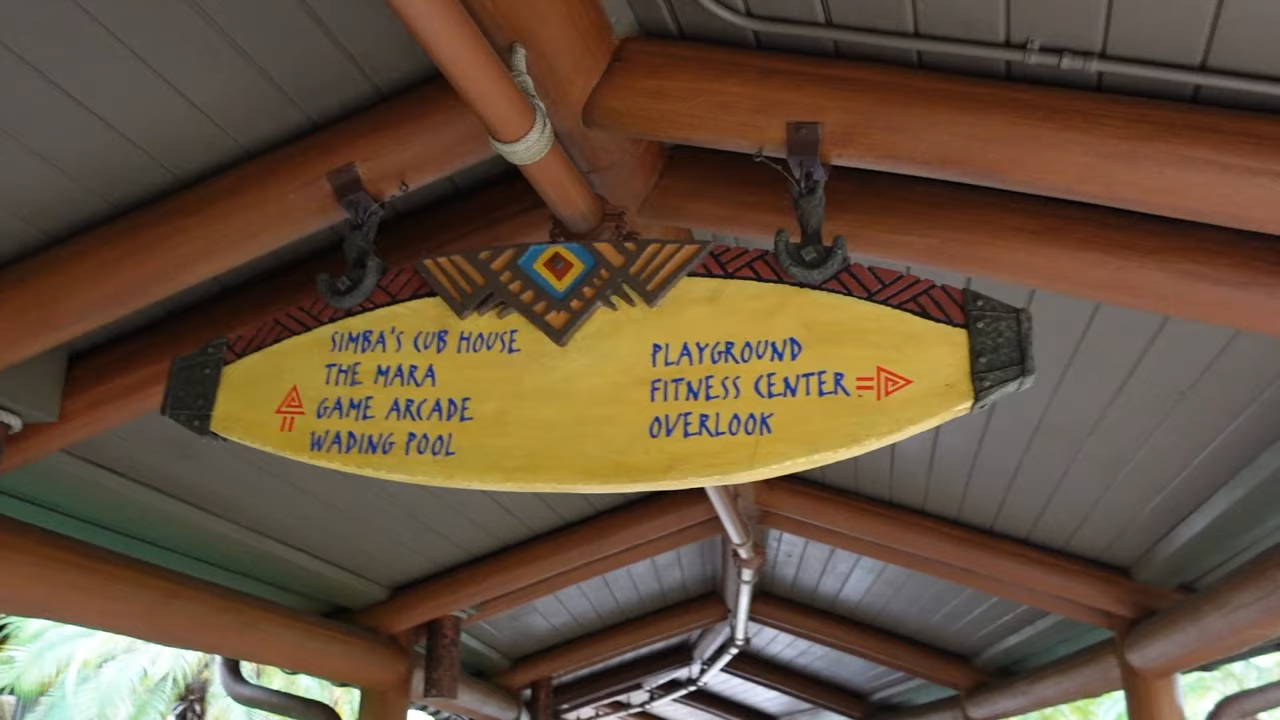 SIMBA'S CUB HOUSE
THE MARA
GAME ARCADE
WADING POOL
PLAYGROUND
FITNESS CENTER
OVERLOOK